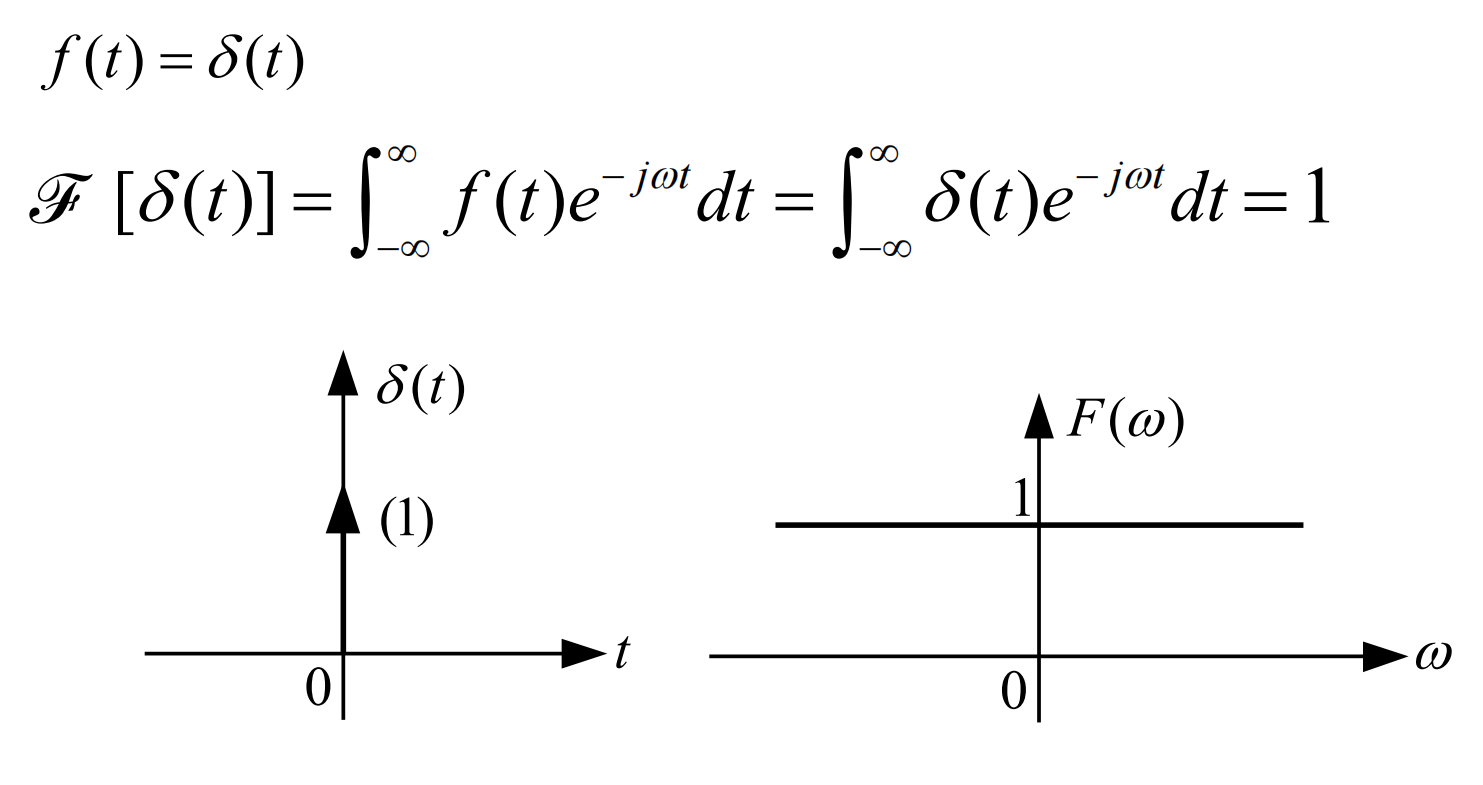 f(t) = δ(t)
ℱ [δ(t)] = ∫_{−∞}^{∞} f(t)e^{−jωt}dt = ∫_{−∞}^{∞} δ(t)e^{−jωt}dt = 1
δ(t)
(1)
t
0
F(ω)
1
ω
0